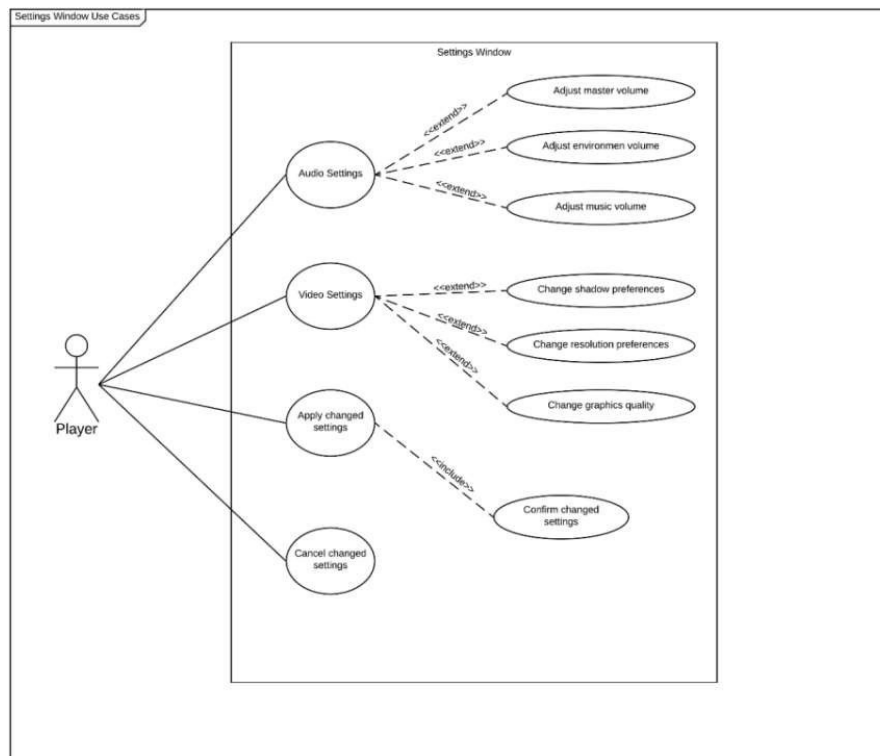 Settings Window Use Cases
Settings Window
Adjust master volume
<<extend>>
Adjust environmen volume
<<extend>>
Audio Settings
<<extend>>
Adjust music volume
Video Settings
<<extend>>
Change shadow preferences
<<extend>>
Change resolution preferences
<<extend>>
Change graphics quality
Player
Apply changed
settings
<<include>>
Confirm changed
settings
Cancel changed
settings